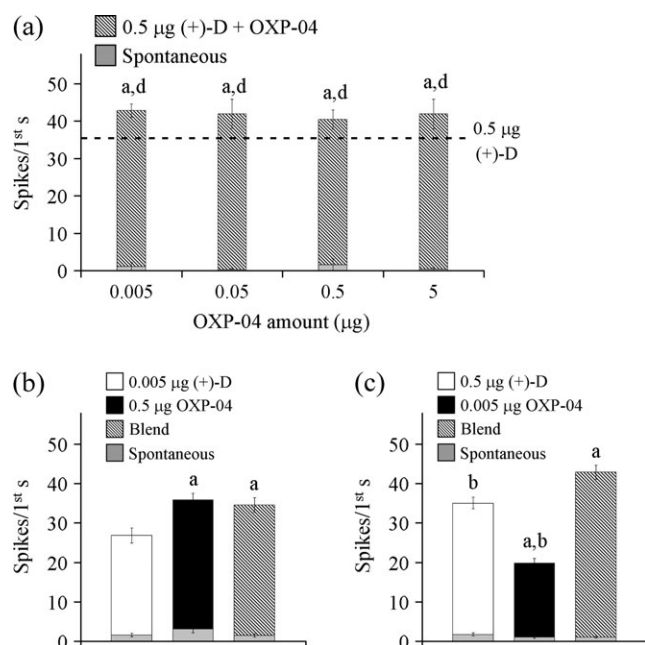 (a)
0.5 µg (+)-D + OXP-04
Spontaneous
Spikes/1st s
50
40
30
20
10
0
a,d
a,d
a,d
a,d
0.5 µg
(+)-D
0.005
0.05
0.5
5
OXP-04 amount (µg)
(b)
0.005 µg (+)-D
0.5 µg OXP-04
Blend
Spontaneous
Spikes/1st s
50
40
30
20
10
0
a
a
(c)
0.5 µg (+)-D
0.005 µg OXP-04
Blend
Spontaneous
Spikes/1st s
50
40
30
20
10
0
b
a,b
a